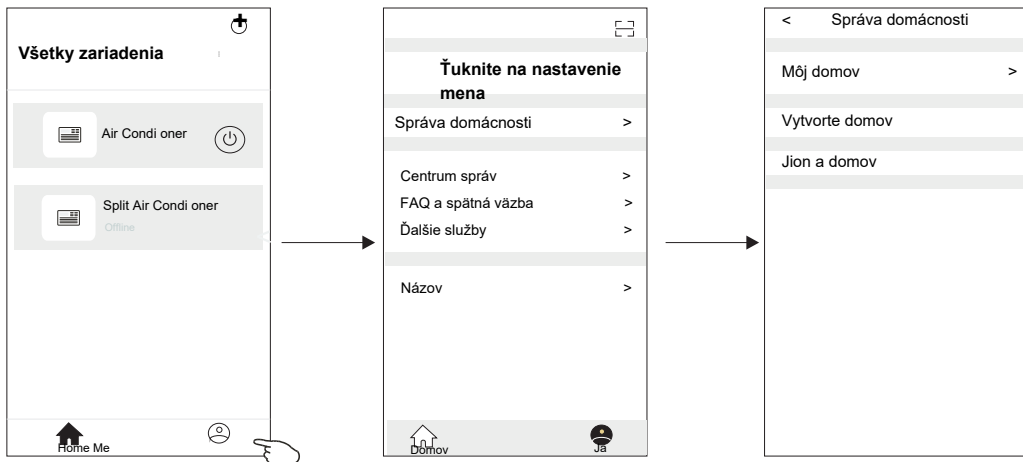 Všetky zariadenia
Air Condi oner
Split Air Condi oner
Offline
Home Me
Ťuknite na nastavenie
mena
Správa domácnosti >
Centrum správ >
FAQ a spätná väzba >
Ďalšie služby >
Názov >
Domov
Ja
< Správa domácnosti
Môj domov >
Vytvorte domov
Jion a domov